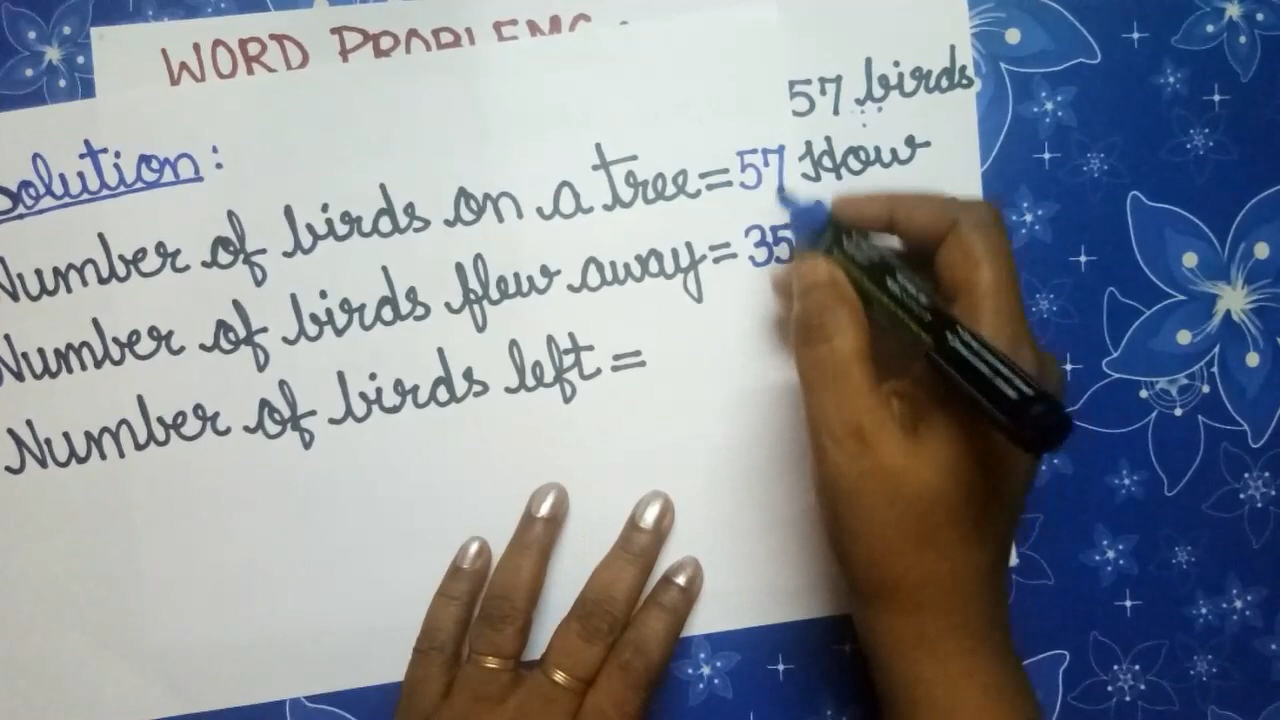 WORD PROBLEMS
57 birds
How
Solution:
Number of birds on a tree=57
Number of birds flew away=35
Number of birds left=